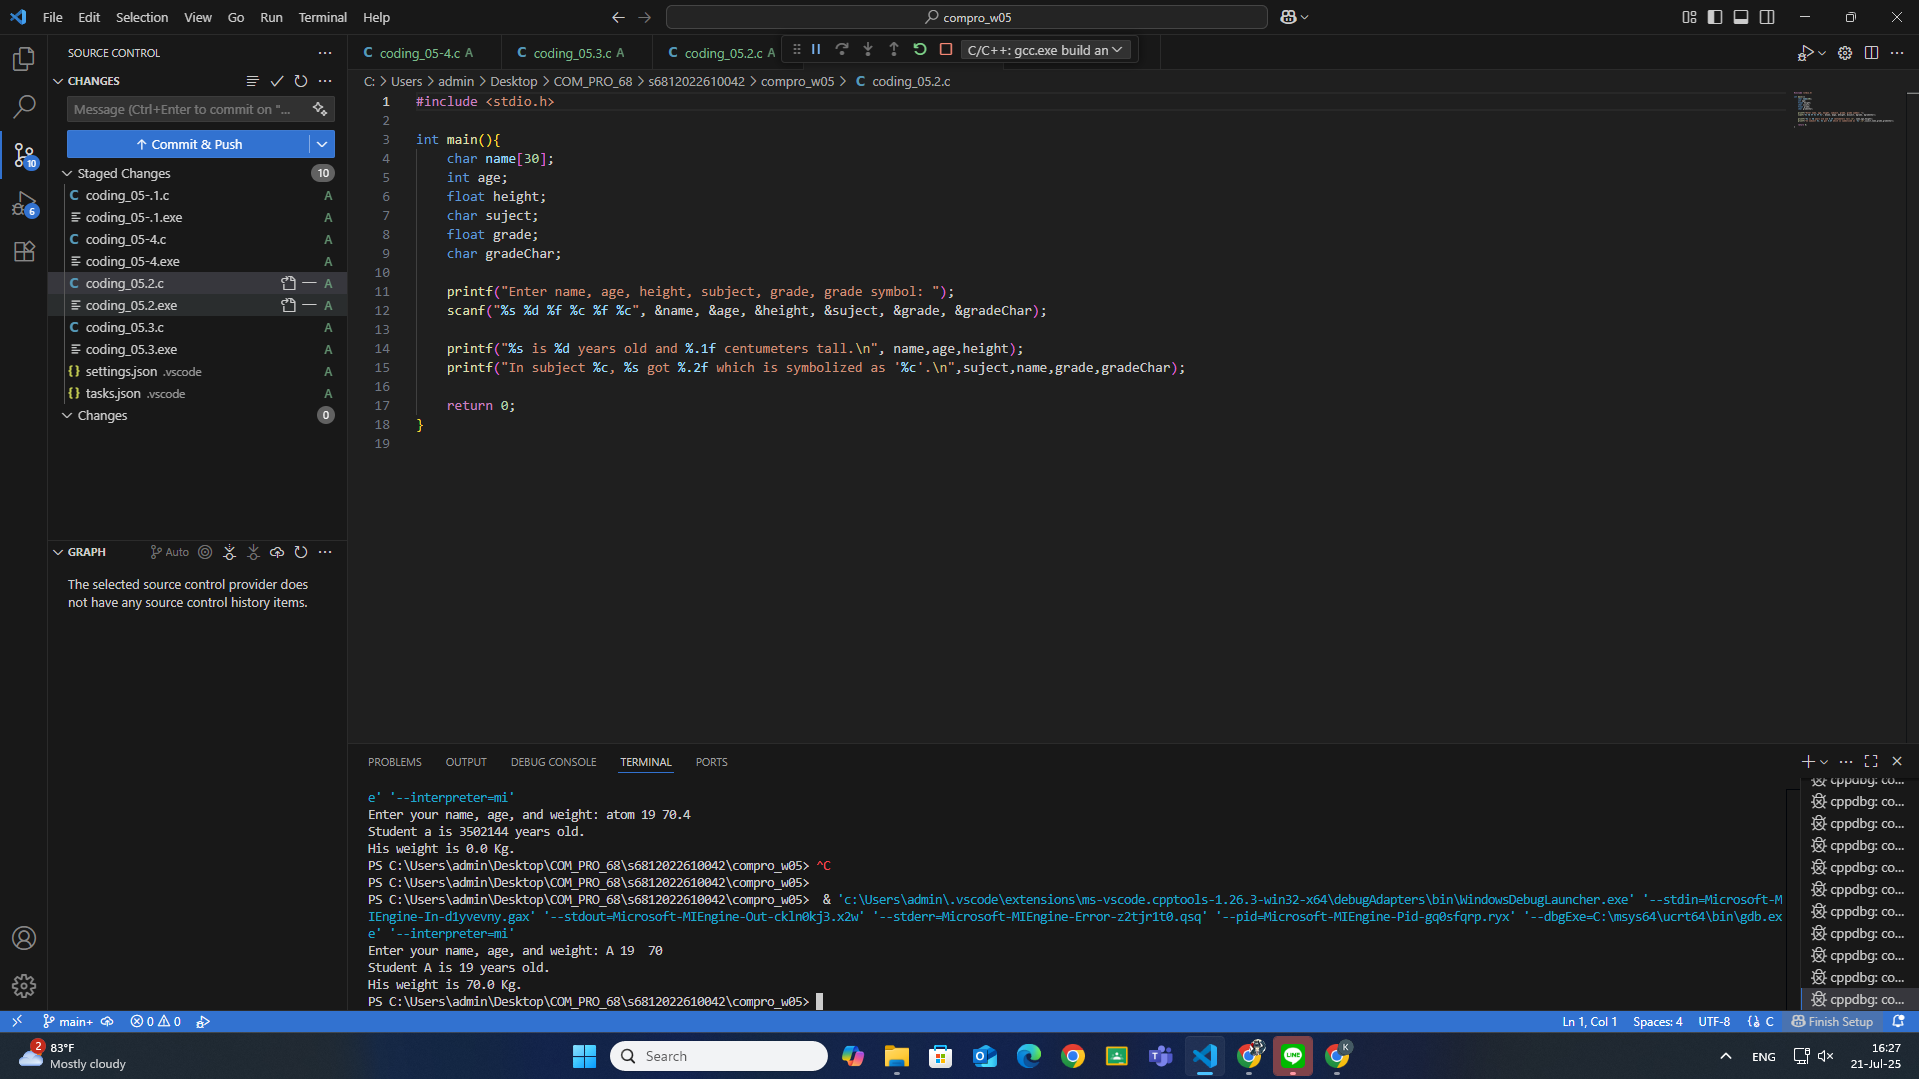 File Edit Selection View Go Run Terminal Help
compro_w05
SOURCE CONTROL
coding_05-4.c A
coding_05.3.c A
coding_05.2.c A
C/C++: gcc.exe build an
CHANGES
C: > Users > admin > Desktop > COM_PRO_68 > s6812022610042 > compro_w05 > C coding_05.2.c
Message (Ctrl+Enter to commit on "...
Commit & Push
Staged Changes 10
coding_05-.1.c A
coding_05-.1.exe A
coding_05-4.c A
coding_05-4.exe A
coding_05.2.c A
coding_05.2.exe A
coding_05.3.c A
coding_05.3.exe A
settings.json .vscode A
tasks.json .vscode A
Changes 0
10
6
GRAPH
Auto
The selected source control provider does
not have any source control history items.
1 #include <stdio.h>
2
3 int main(){
4 char name[30];
5 int age;
6 float height;
7 char suject;
8 float grade;
9 char gradeChar;
10
11 printf("Enter name, age, height, subject, grade, grade symbol: ");
12 scanf("%s %d %f %c %f %c", &name, &age, &height, &suject, &grade, &gradeChar);
13
14 printf("%s is %d years old and %.1f centumeters tall.\n", name,age,height);
15 printf("In subject %c, %s got %.2f which is symbolized as '%c'.\n",suject,name,grade,gradeChar);
16
17 return 0;
18 }
19
PROBLEMS OUTPUT DEBUG CONSOLE TERMINAL PORTS
e' '--interpreter=mi'
Enter your name, age, and weight: atom 19 70.4
Student a is 3502144 years old.
His weight is 0.0 Kg.
PS C:\Users\admin\Desktop\COM_PRO_68\s6812022610042\compro_w05> ^C
PS C:\Users\admin\Desktop\COM_PRO_68\s6812022610042\compro_w05>
PS C:\Users\admin\Desktop\COM_PRO_68\s6812022610042\compro_w05>  & 'c:\Users\admin\.vscode\extensions\ms-vscode.cpptools-1.26.3-win32-x64\debugAdapters\bin\WindowsDebugLauncher.exe' '--stdin=Microsoft-M
IEngine-In-d1yvevny.gax' '--stdout=Microsoft-MIEngine-Out-ckln0kj3.x2w' '--stderr=Microsoft-MIEngine-Error-z2tjr1t0.qsq' '--pid=Microsoft-MIEngine-Pid-gq0sfqrp.ryx' '--dbgExe=C:\msys64\ucrt64\bin\gdb.ex
e' '--interpreter=mi'
Enter your name, age, and weight: A 19  70
Student A is 19 years old.
His weight is 70.0 Kg.
PS C:\Users\admin\Desktop\COM_PRO_68\s6812022610042\compro_w05>
cppdbg: co...
cppdbg: co...
cppdbg: co...
cppdbg: co...
cppdbg: co...
cppdbg: co...
cppdbg: co...
cppdbg: co...
cppdbg: co...
cppdbg: co...
cppdbg: co...
main+ 0 0
Ln 1, Col 1 Spaces: 4 UTF-8 {} C Finish Setup
2
83°F
Mostly cloudy
Search
LINE
K
ENG
16:27
21-Jul-25